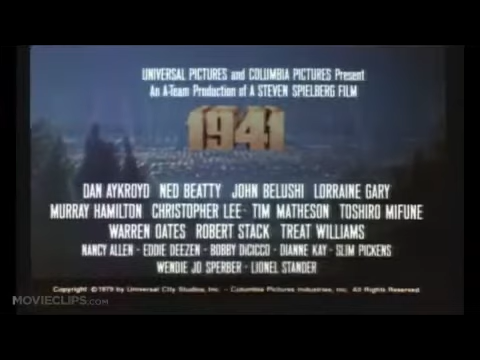 UNIVERSAL PICTURES and COLUMBIA PICTURES Present
An A-Team Production of A STEVEN SPIELBERG FILM
1941
DAN AYKROYD NED BEATTY JOHN BELUSHI LORRAINE GARY
MURRAY HAMILTON CHRISTOPHER LEE TIM MATHESON TOSHIRO MIFUNE
WARREN OATES ROBERT STACK TREAT WILLIAMS
NANCY ALLEN - EDDIE DEEZEN - BOBBY DiCICCO - DIANNE KAY - SLIM PICKENS
WENDIE JO SPERBER - LIONEL STANDER
Copyright © 1979 by Universal City Studios, Inc. - Columbia Pictures Industries, Inc. All Rights Reserved
MOVIECLIPS.COM